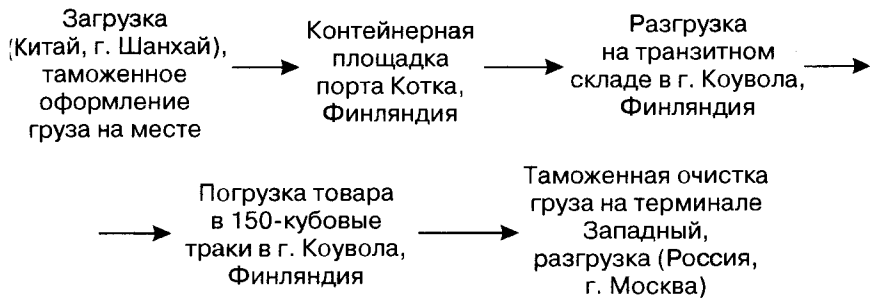 Загрузка
(Китай, г. Шанхай),
таможенное
оформление
груза на месте
Контейнерная
площадка
порта Котка,
Финляндия
Разгрузка
на транзитном
складе в г. Коувола,
Финляндия
Погрузка товара
в 150-кубовые
траки в г. Коувола,
Финляндия
Таможенная очистка
груза на терминале
Западный,
разгрузка (Россия,
г. Москва)